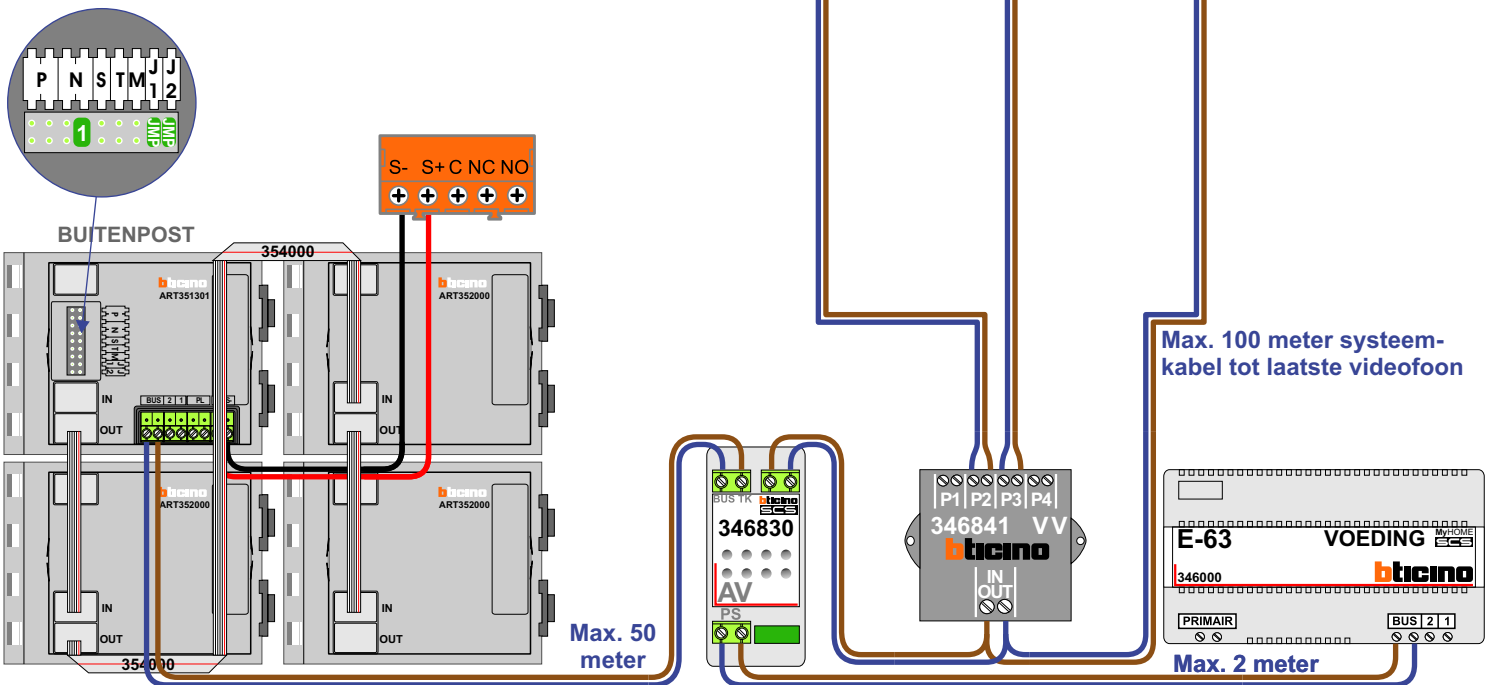 P N S T M J1 J2
1 JMP JMP
S- S+ C NC NO
BUITENPOST
354000
bticino
ART351301
P N S T M J1 J2
IN
OUT
BUS 2 1 PL S-
bticino
ART352000
IN
OUT
bticino
ART352000
IN
OUT
354000
bticino
ART352000
IN
OUT
Max. 50
meter
BUS TK bticino
SCS
346830
AV
PS
P1 P2 P3 P4
346841 V V
bticino
IN
OUT
Max. 100 meter systeem-
kabel tot laatste videofoon
E-63 VOEDING MyHOME
SCS
346000 bticino
PRIMAIR BUS 2 1
Max. 2 meter